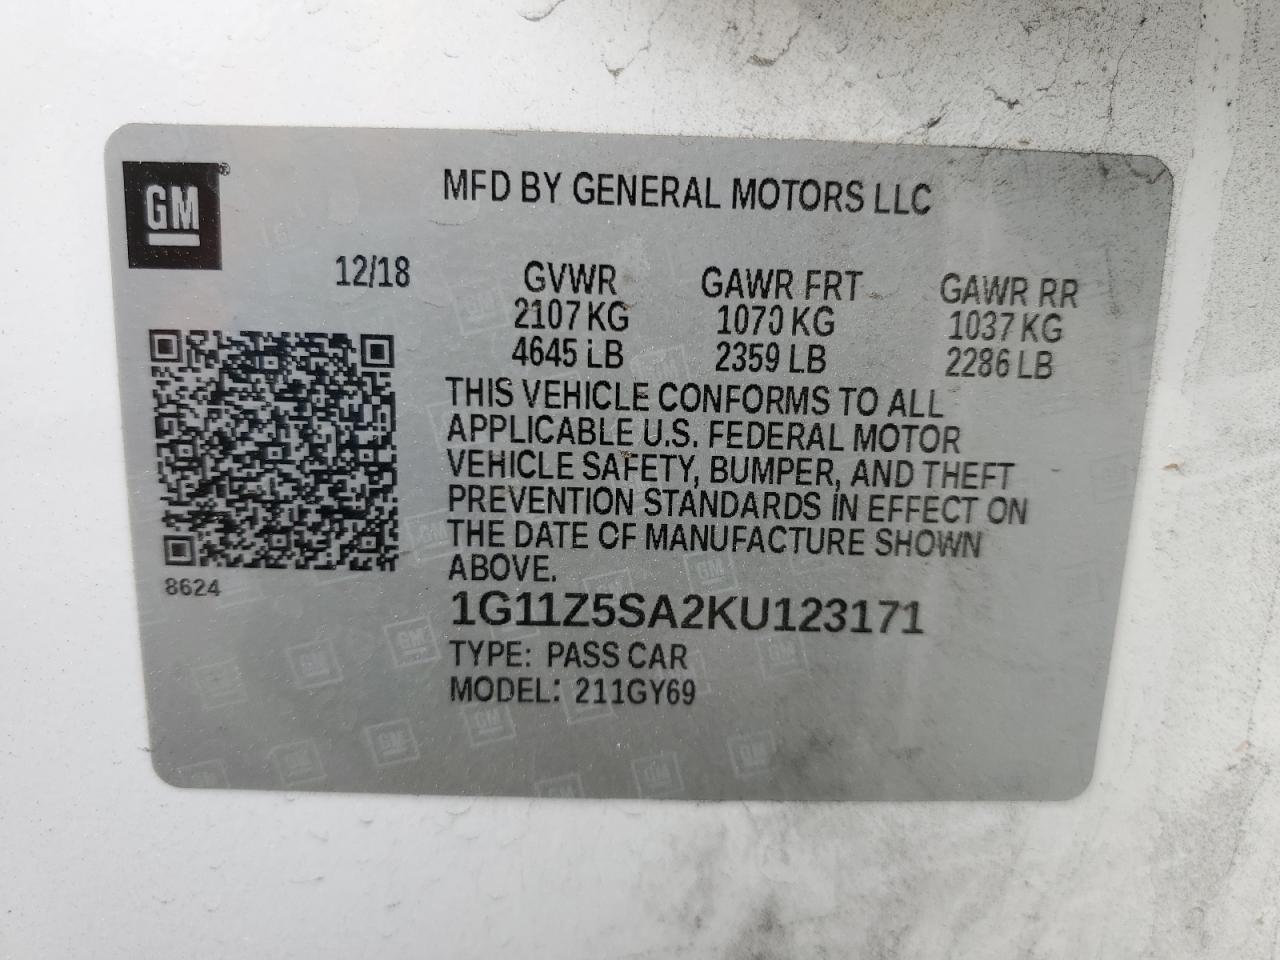 GM®
MFD BY GENERAL MOTORS LLC
12/18
GVWR GAWR FRT GAWR RR
2107 KG 1070 KG 1037 KG
4645 LB 2359 LB 2286 LB
THIS VEHICLE CONFORMS TO ALL
APPLICABLE U.S. FEDERAL MOTOR
VEHICLE SAFETY, BUMPER, AND THEFT
PREVENTION STANDARDS IN EFFECT ON
THE DATE OF MANUFACTURE SHOWN
ABOVE.
8624
1G11Z5SA2KU123171
TYPE: PASS CAR
MODEL: 211GY69